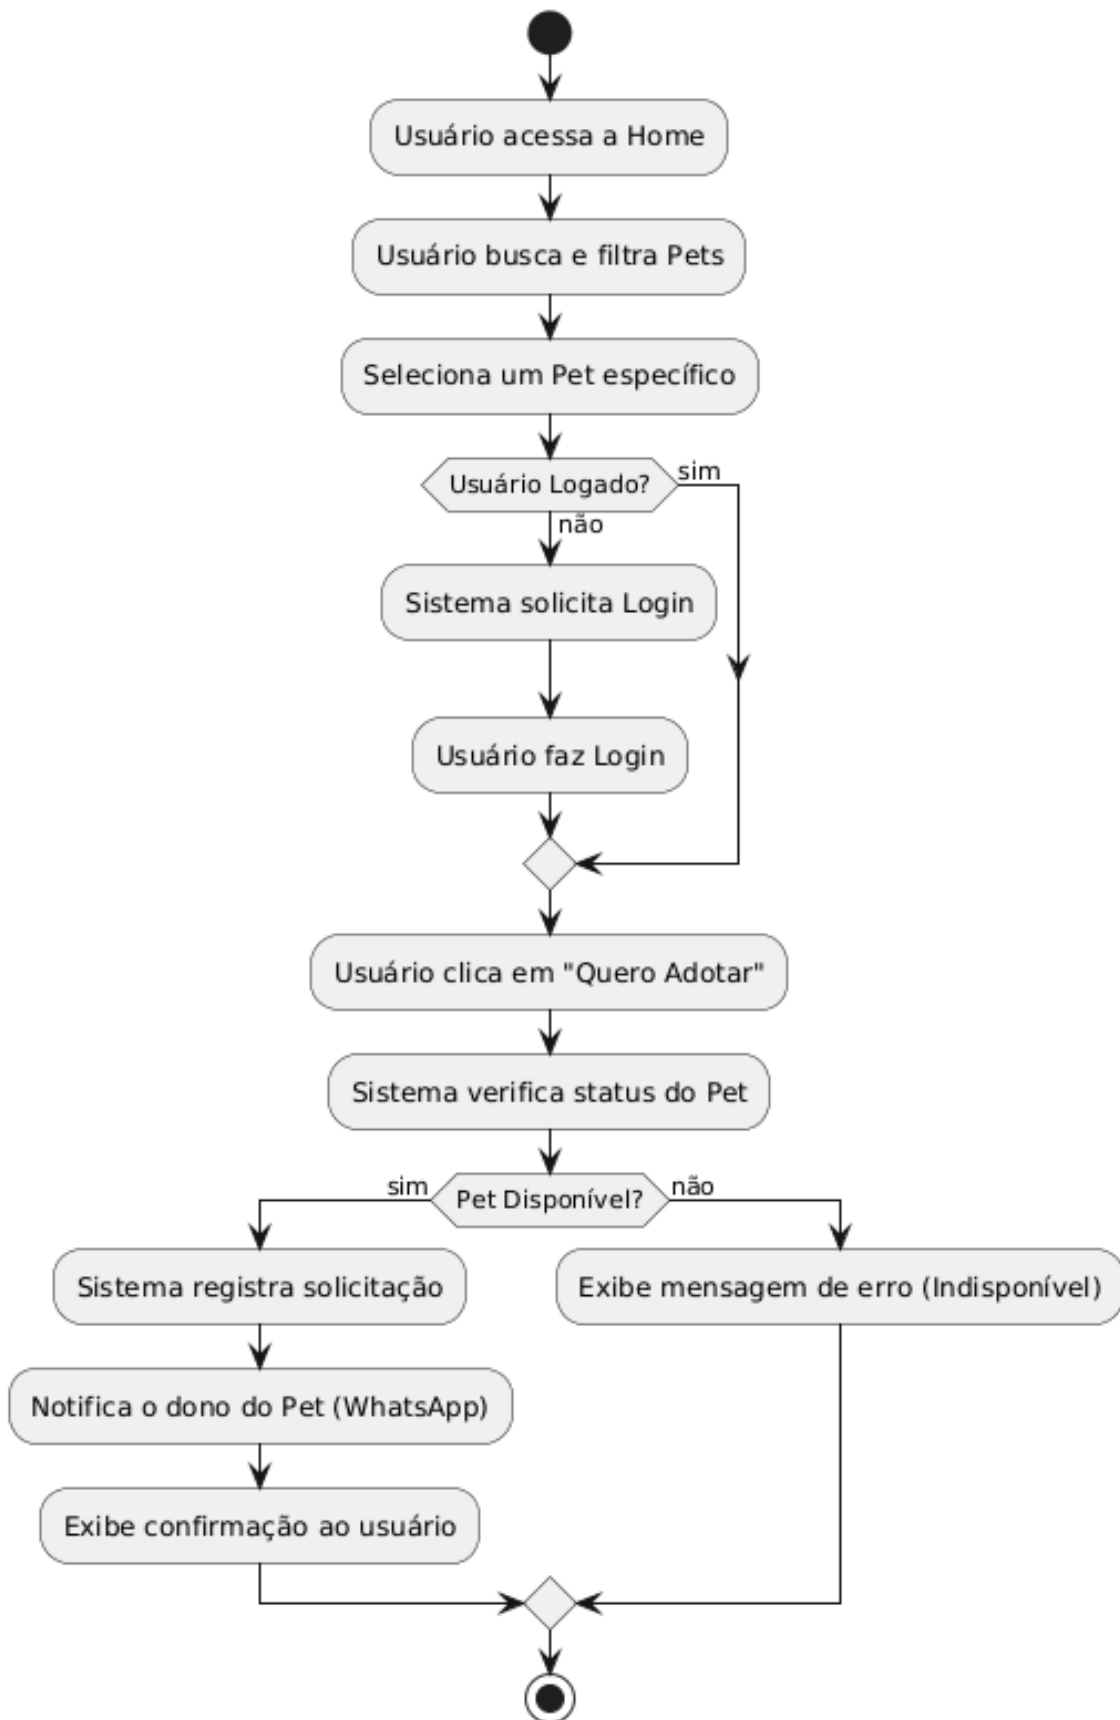 Usuário acessa a Home
Usuário busca e filtra Pets
Seleciona um Pet específico
Usuário Logado?
sim
não
Sistema solicita Login
Usuário faz Login
Usuário clica em "Quero Adotar"
Sistema verifica status do Pet
sim
Pet Disponível?
não
Sistema registra solicitação
Exibe mensagem de erro (Indisponível)
Notifica o dono do Pet (WhatsApp)
Exibe confirmação ao usuário